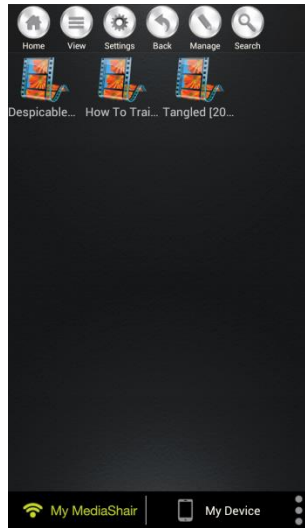 Home View Settings Back Manage Search
Despicable... How To Trai... Tangled [20...
My MediaShair My Device